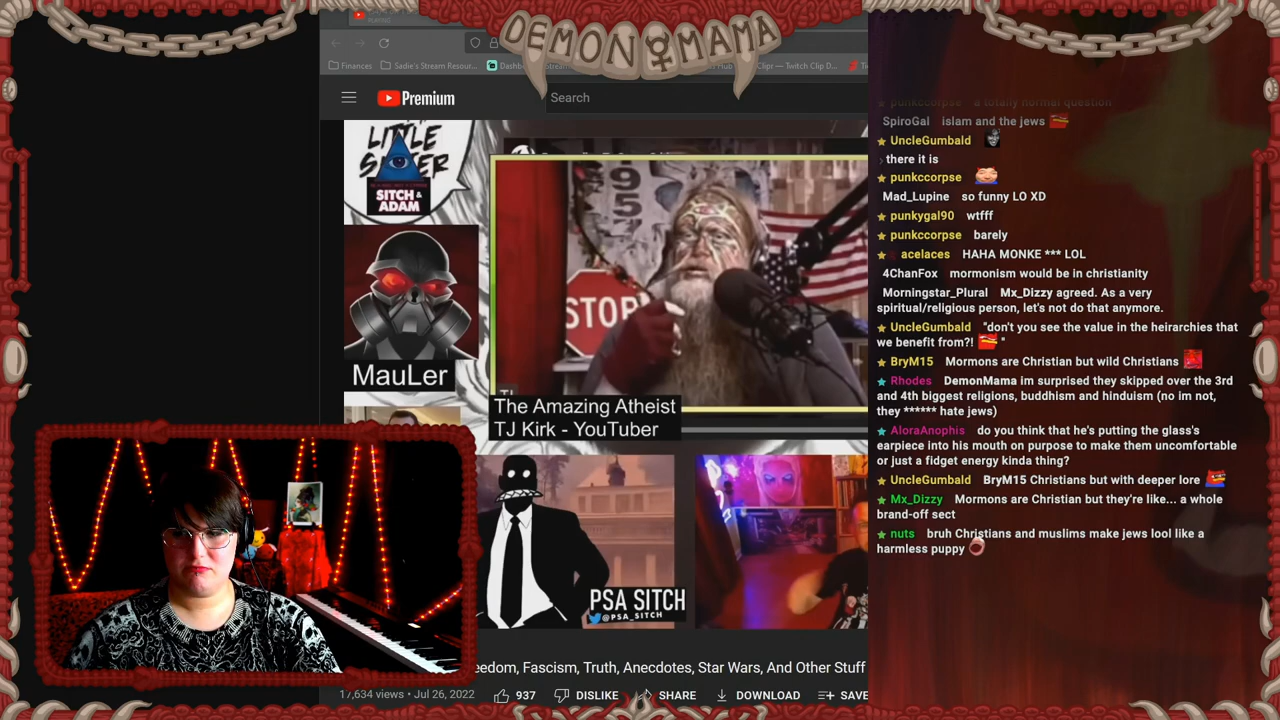 DEMON MAMA
Finances
Sadie's Stream Resour...
Dashb
Clipr — Twitch Clip D...
Premium
Search
LITTLE
SITCH &
ADAM
MauLer
957
STOP
The Amazing Atheist
TJ Kirk - YouTuber
PSA SITCH
@PSA_SITCH
eedom, Fascism, Truth, Anecdotes, Star Wars, And Other Stuff
17,634 views • Jul 26, 2022
937
DISLIKE
SHARE
DOWNLOAD
SAVE
punkccorpse a totally normal question
SpiroGal islam and the jews
UncleGumbald
there it is
punkccorpse
Mad_Lupine so funny LO XD
punkygal90 wtfff
punkccorpse barely
acelaces HAHA MONKE *** LOL
4ChanFox mormonism would be in christianity
Morningstar_Plural Mx_Dizzy agreed. As a very
spiritual/religious person, let's not do that anymore.
UncleGumbald "don't you see the value in the heirarchies that
we benefit from?! "
BryM15 Mormons are Christian but wild Christians
Rhodes DemonMama im surprised they skipped over the 3rd
and 4th biggest religions, buddhism and hinduism (no im not,
they ****** hate jews)
AloraAnophis do you think that he's putting the glass's
earpiece into his mouth on purpose to make them uncomfortable
or just a fidget energy kinda thing?
UncleGumbald BryM15 Christians but with deeper lore
Mx_Dizzy Mormons are Christian but they're like... a whole
brand-off sect
nuts bruh Christians and muslims make jews lool like a
harmless puppy